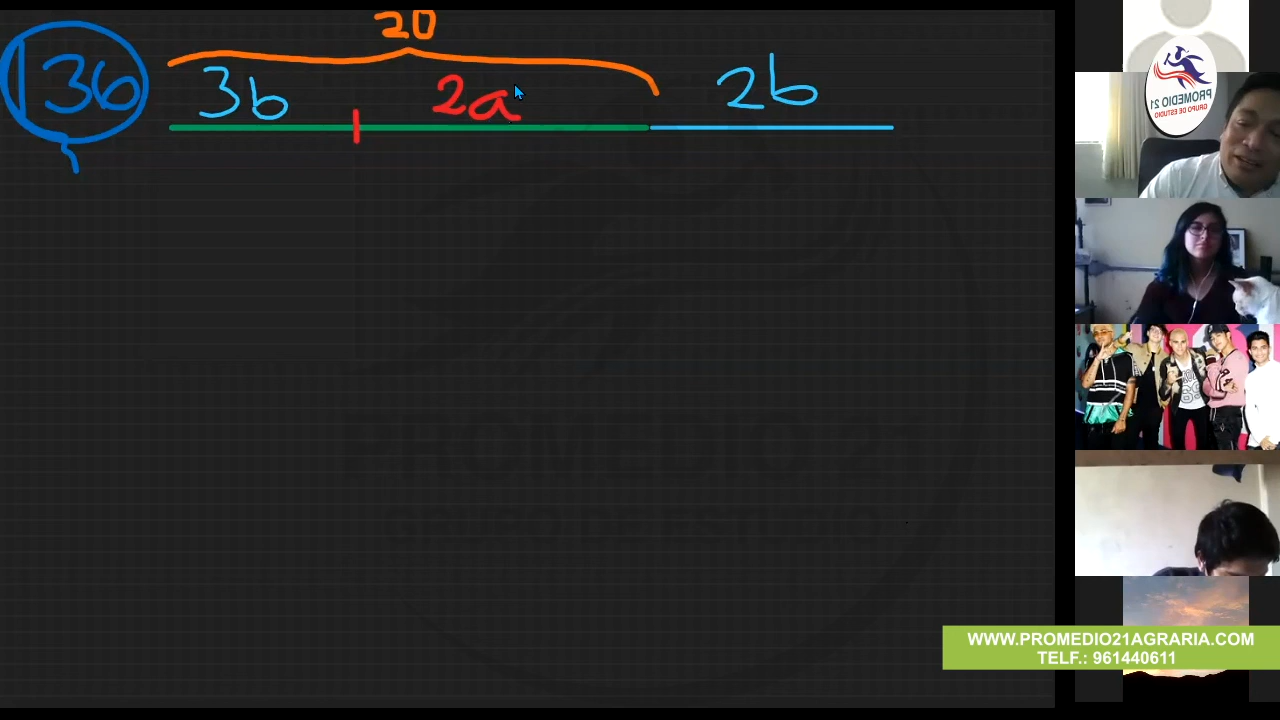 20
136
3b 2a 2b
PROMEDIO 21
GRUPO DE ESTUDIO
WWW.PROMEDIO21AGRARIA.COM
TELF.: 961440611